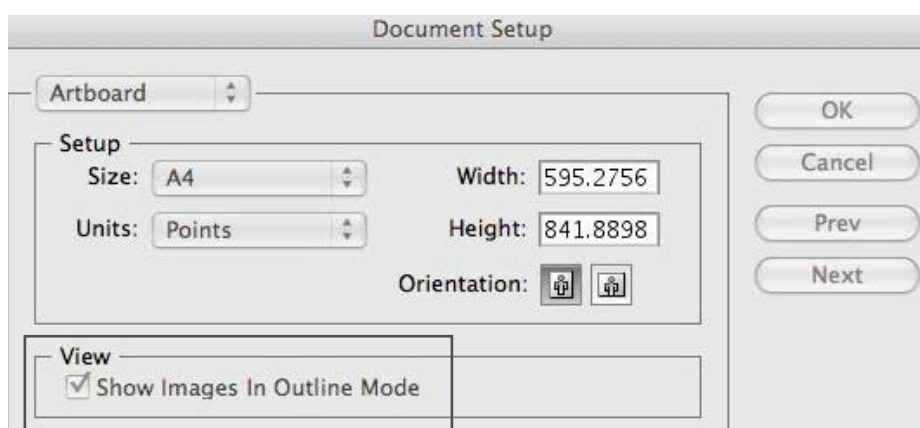 Document Setup
Artboard
OK
Setup
Size: A4 Width: 595.2756
Cancel
Units: Points Height: 841.8898
Prev
Orientation:
Next
View
Show Images In Outline Mode